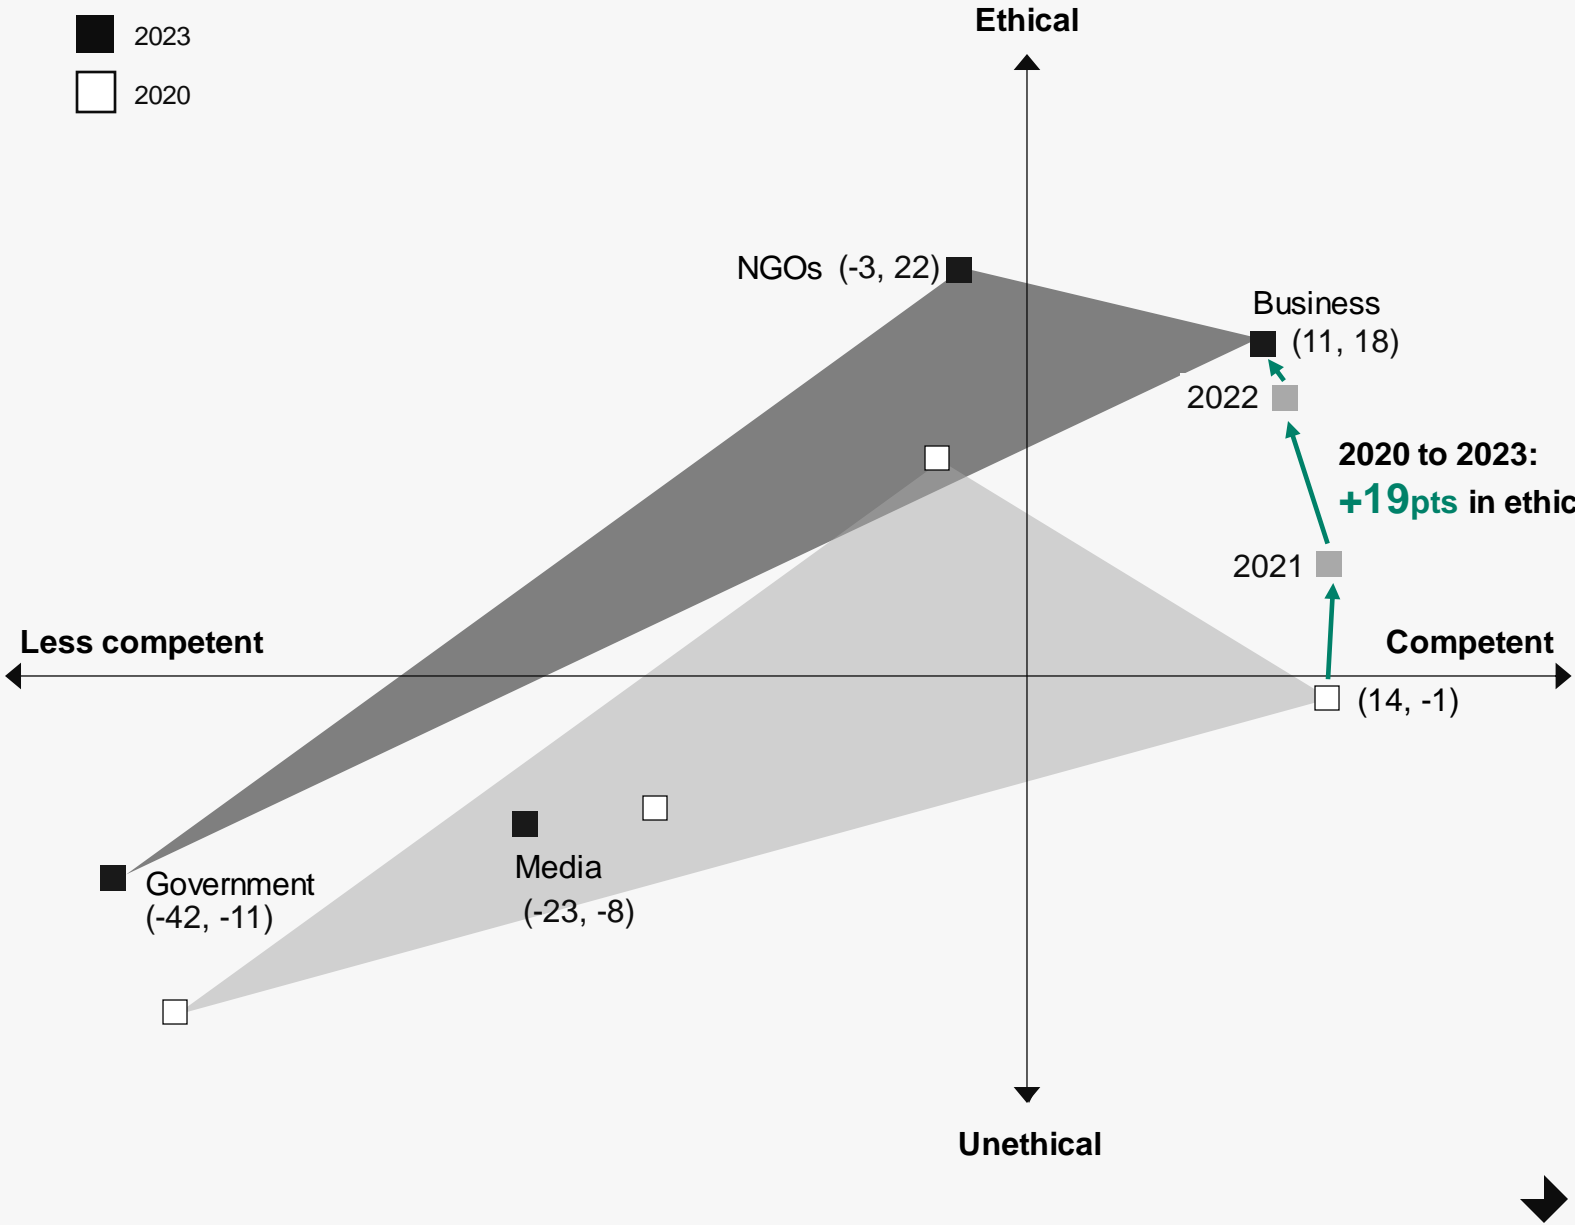 2023
2020
Ethical
NGOs (-3, 22)
Business
(11, 18)
2022
2020 to 2023:
+19pts in ethic
2021
Less competent
Competent
(14, -1)
Media
(-23, -8)
Government
(-42, -11)
Unethical